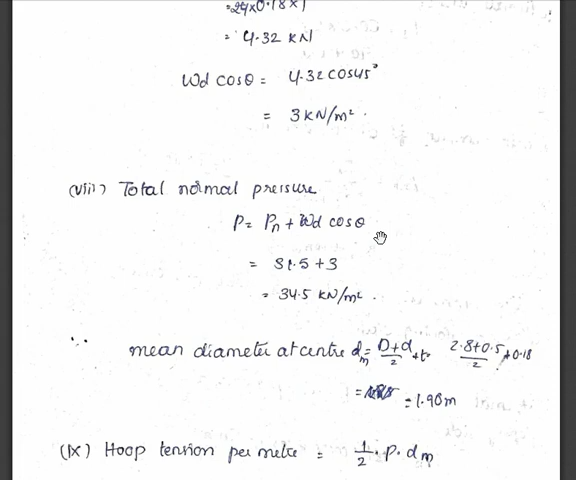 =24x0.18x1
= 4.32 KN
Wd cosθ = 4.32 cos45°
= 3 KN/m².
(viii) Total normal pressure
P = Pn + Wd cosθ
= 31.5 + 3
= 34.5 KN/m².
∵ mean diameter at centre dm = D+d/2 +t. 2.8+0.5/2 +0.18
= = 1.90m
(IX) Hoop tension per metre = 1/2 . P. dm